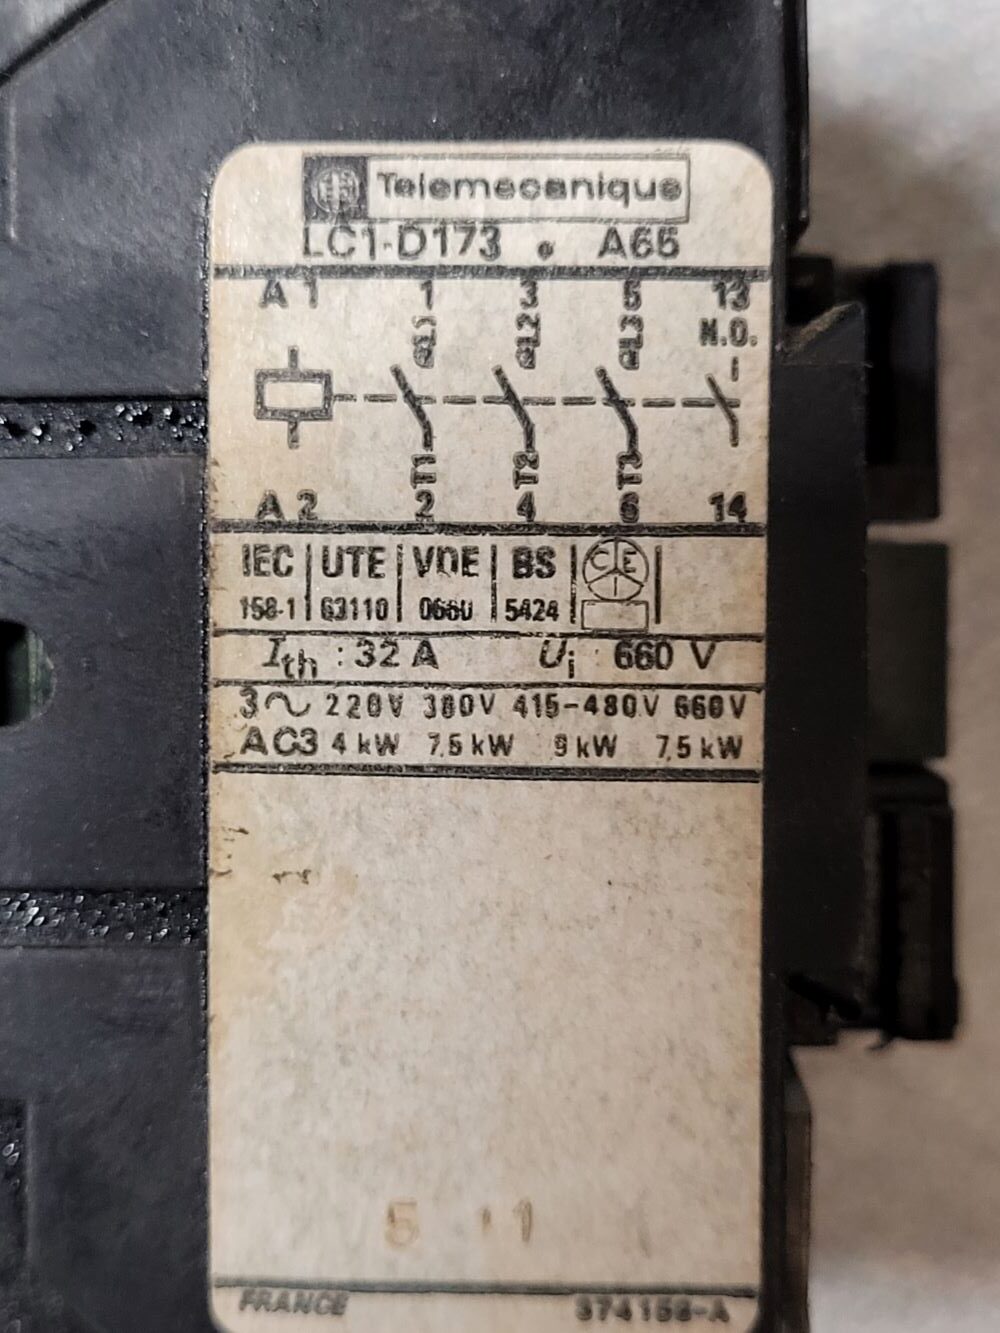 Telemecanique
LC1-D173 • A65
A1 1 3 5 13
1L1 3L2 5L3 N.O.
T1 T2 T3
A2 2 4 6 14
IEC UTE VDE BS CEI
158-1 63110 0660 5424
Ith : 32 A Ui : 660 V
3~ 220V 380V 415-480V 660V
AC3 4 kW 7,5 kW 9 kW 7,5 kW
5 1
FRANCE 374158-A